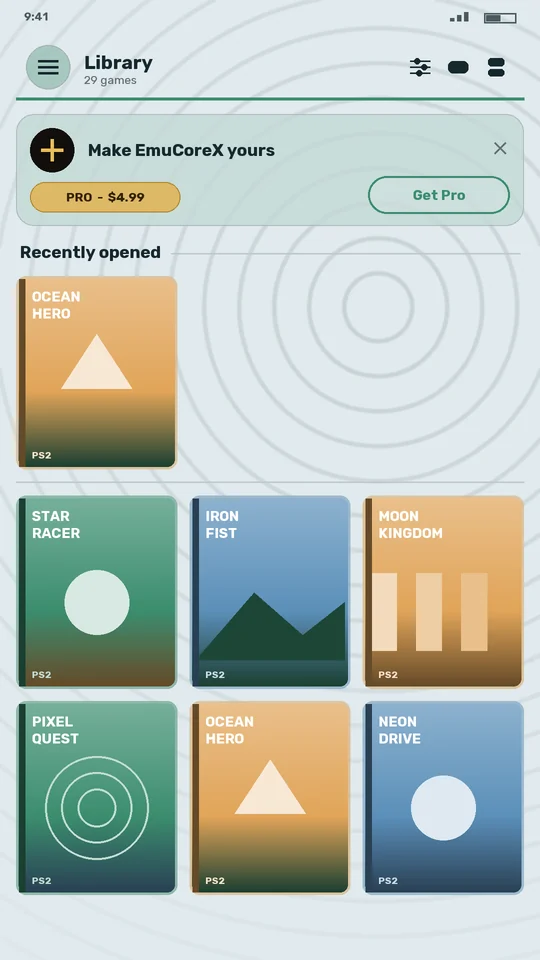 9:41
Library
29 games
Make EmuCoreX yours
PRO - $4.99
Get Pro
Recently opened
OCEAN
HERO
PS2
STAR
RACER
PS2
IRON
FIST
PS2
MOON
KINGDOM
PS2
PIXEL
QUEST
PS2
OCEAN
HERO
PS2
NEON
DRIVE
PS2